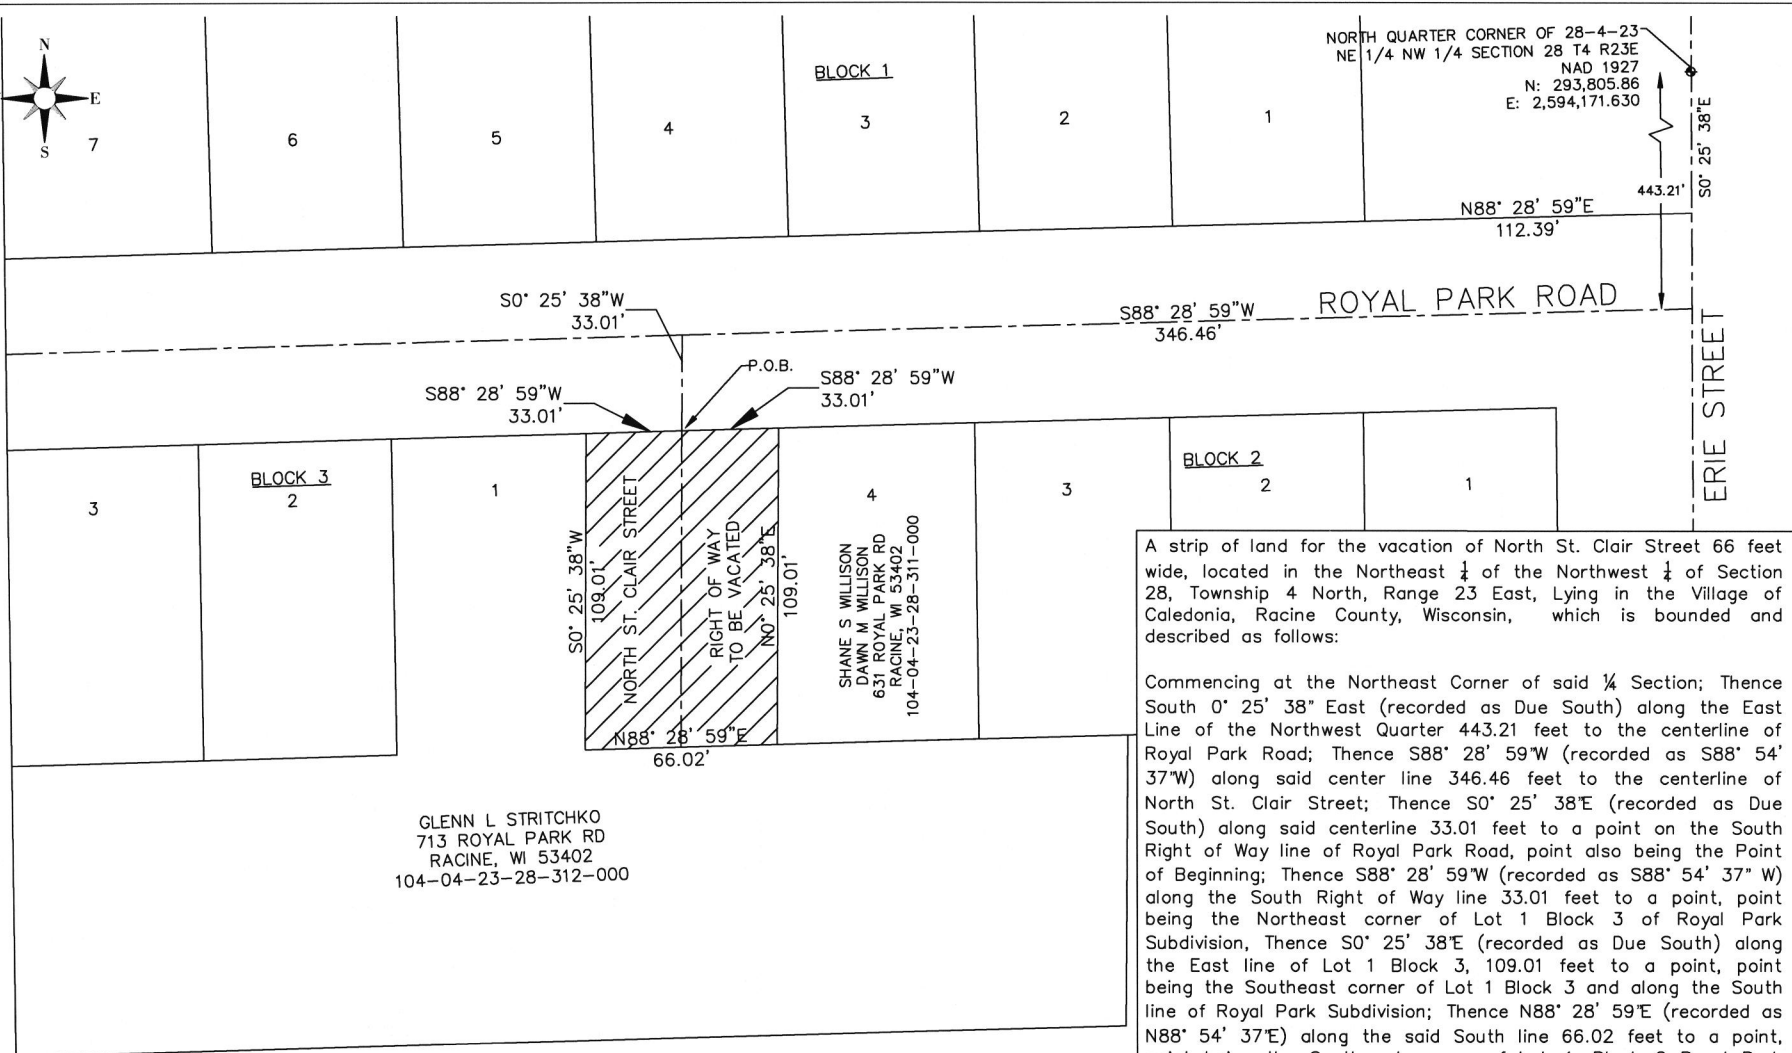 N
E
S
7
6
5
4
BLOCK 1
3
2
1
NORTH QUARTER CORNER OF 28-4-23
NE 1/4 NW 1/4 SECTION 28 T4 R23E
NAD 1927
N: 293,805.86
E: 2,594,171.630
S0° 25' 38"E
443.21'
N88° 28' 59"E
112.39'
S0° 25' 38"W
33.01'
S88° 28' 59"W
346.46'
ROYAL PARK ROAD
ERIE STREET
P.O.B.
S88° 28' 59"W
33.01'
S88° 28' 59"W
33.01'
3
BLOCK 3
2
1
S0° 25' 38"W
109.01'
NORTH ST. CLAIR STREET
RIGHT OF WAY
TO BE VACATED
N0° 25' 38"E
109.01'
N88° 28' 59"E
66.02'
4
SHANE S WILLISON
DAWN M WILLISON
631 ROYAL PARK RD
RACINE, WI 53402
104-04-23-28-311-000
3
BLOCK 2
2
1
GLENN L STRITCHKO
713 ROYAL PARK RD
RACINE, WI 53402
104-04-23-28-312-000
A strip of land for the vacation of North St. Clair Street 66 feet
wide, located in the Northeast ¼ of the Northwest ¼ of Section
28, Township 4 North, Range 23 East, Lying in the Village of
Caledonia, Racine County, Wisconsin, which is bounded and
described as follows:
Commencing at the Northeast Corner of said ¼ Section; Thence
South 0° 25' 38" East (recorded as Due South) along the East
Line of the Northwest Quarter 443.21 feet to the centerline of
Royal Park Road; Thence S88° 28' 59"W (recorded as S88° 54'
37"W) along said center line 346.46 feet to the centerline of
North St. Clair Street; Thence S0° 25' 38"E (recorded as Due
South) along said centerline 33.01 feet to a point on the South
Right of Way line of Royal Park Road, point also being the Point
of Beginning; Thence S88° 28' 59"W (recorded as S88° 54' 37" W)
along the South Right of Way line 33.01 feet to a point, point
being the Northeast corner of Lot 1 Block 3 of Royal Park
Subdivision, Thence S0° 25' 38"E (recorded as Due South) along
the East line of Lot 1 Block 3, 109.01 feet to a point, point
being the Southeast corner of Lot 1 Block 3 and along the South
line of Royal Park Subdivision; Thence N88° 28' 59"E (recorded as
N88° 54' 37"E) along the said South line 66.02 feet to a point,